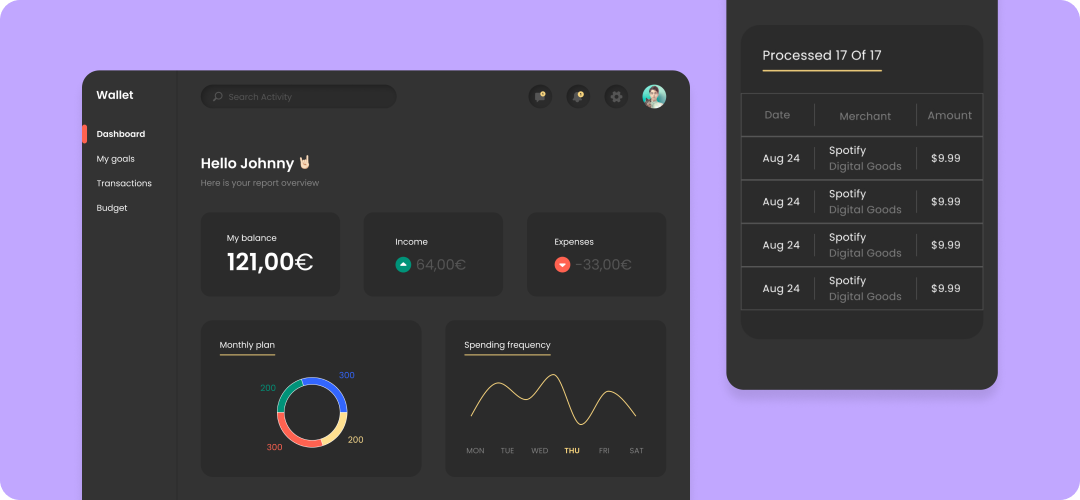 Wallet
Dashboard
My goals
Transactions
Budget
Search Activity
Hello Johnny 🤘🏻
Here is your report overview
My balance
121,00€
Income
64,00€
Expenses
-33,00€
Monthly plan
200
300
300
200
Spending frequency
MON TUE WED THU FRI SAT
Processed 17 Of 17
Date Merchant Amount
Aug 24 Spotify $9.99
Digital Goods
Aug 24 Spotify $9.99
Digital Goods
Aug 24 Spotify $9.99
Digital Goods
Aug 24 Spotify $9.99
Digital Goods